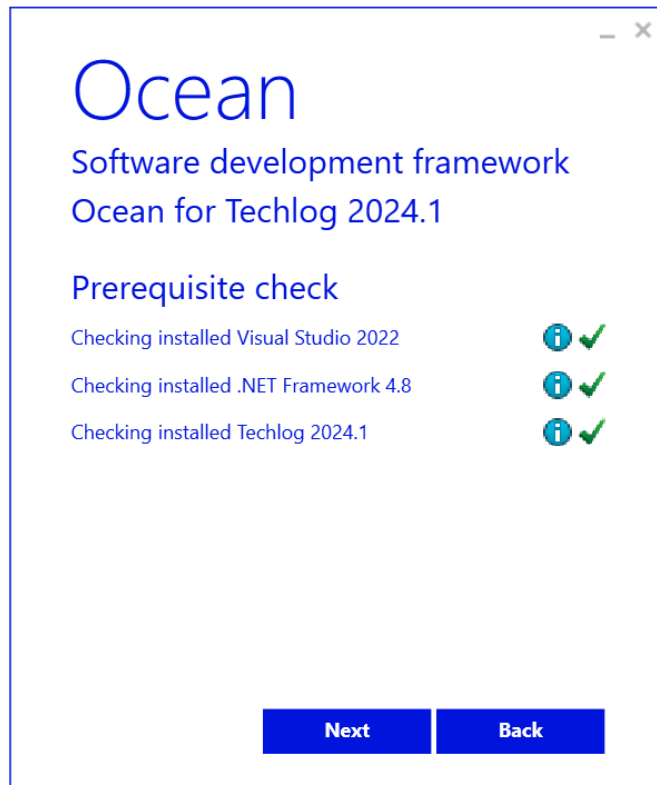 Ocean
Software development framework
Ocean for Techlog 2024.1
Prerequisite check
Checking installed Visual Studio 2022
Checking installed .NET Framework 4.8
Checking installed Techlog 2024.1
Next Back